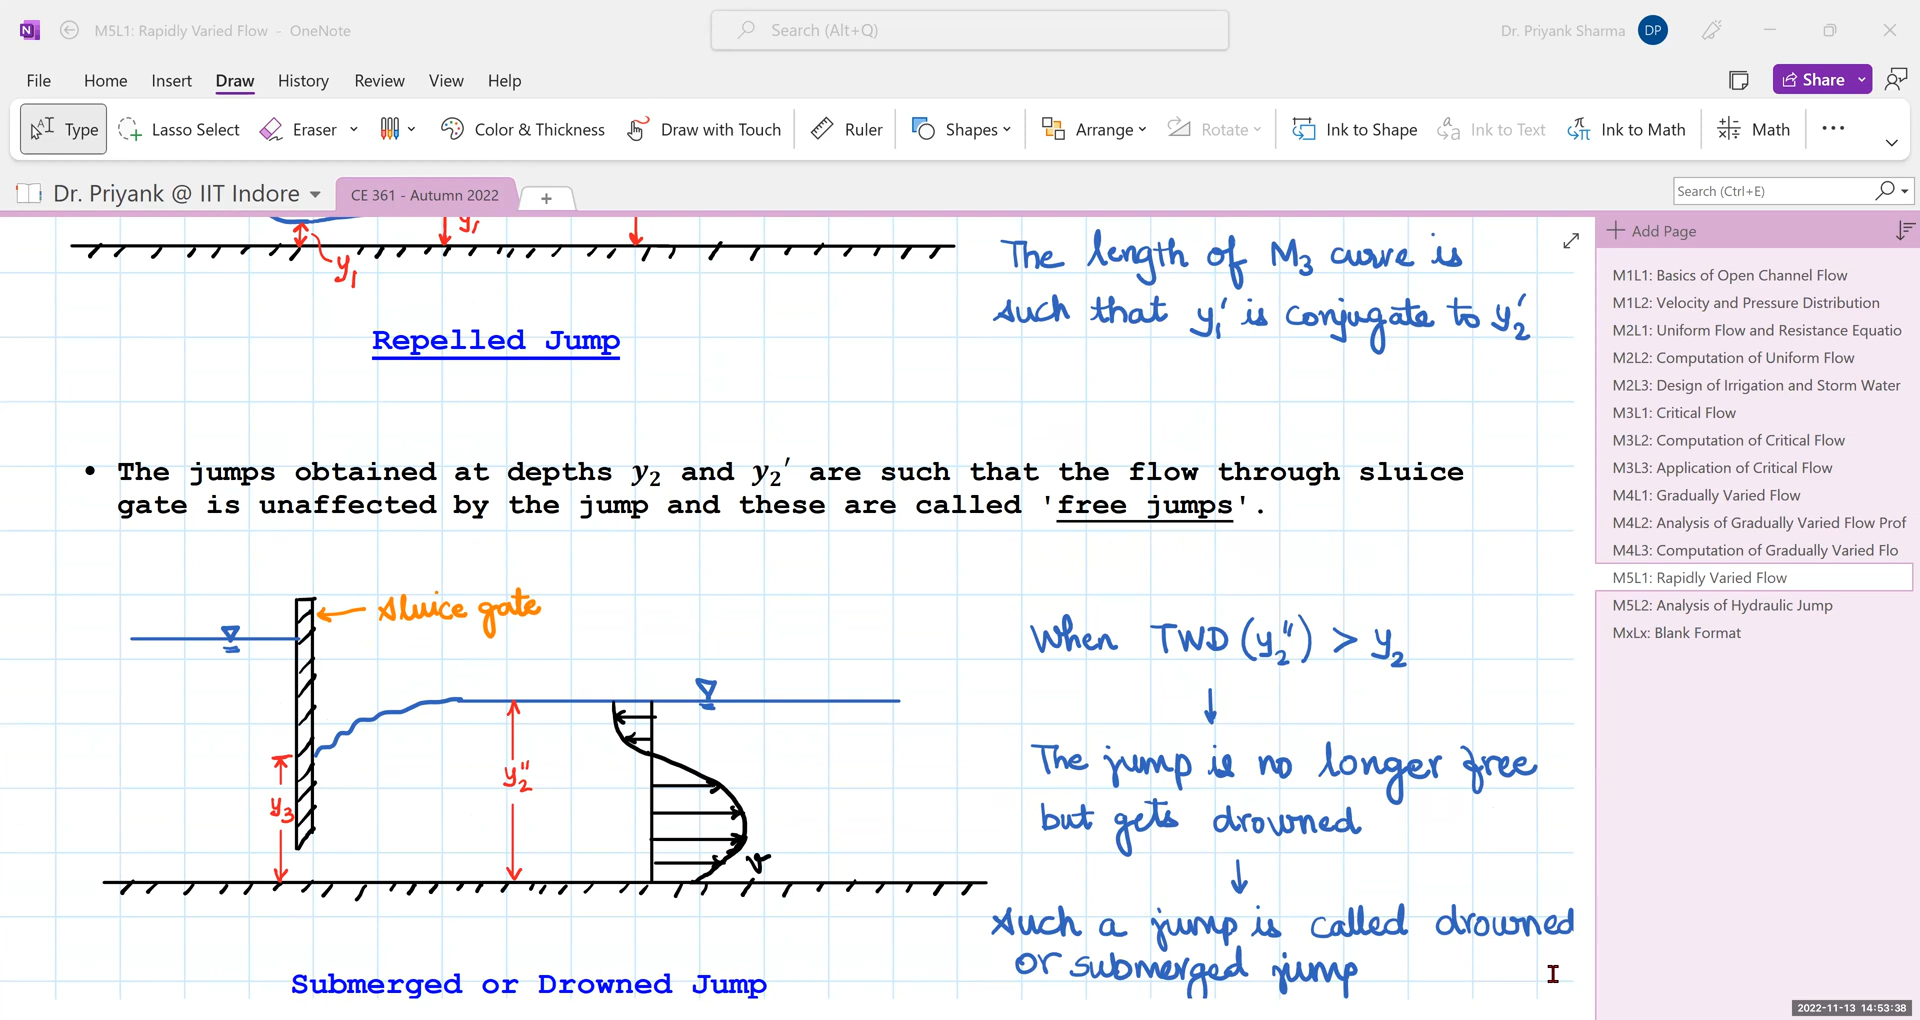 M5L1: Rapidly Varied Flow - OneNote
Search (Alt+Q)
Dr. Priyank Sharma
DP
File Home Insert Draw History Review View Help
Share
Type Lasso Select Eraser Color & Thickness Draw with Touch Ruler Shapes Arrange Rotate Ink to Shape Ink to Text Ink to Math Math
Dr. Priyank @ IIT Indore
CE 361 - Autumn 2022
Search (Ctrl+E)
y₁
y₁
The length of M₃ curve is
such that y₁' is conjugate to y₂'
Repelled Jump
• The jumps obtained at depths y₂ and y₂' are such that the flow through sluice
gate is unaffected by the jump and these are called 'free jumps'.
sluice gate
y₃
y₂"
v
When TWD (y₂") > y₂
↓
The jump is no longer free
but gets drowned
↓
Such a jump is called drowned
or submerged jump
Submerged or Drowned Jump
Add Page
M1L1: Basics of Open Channel Flow
M1L2: Velocity and Pressure Distribution
M2L1: Uniform Flow and Resistance Equatio
M2L2: Computation of Uniform Flow
M2L3: Design of Irrigation and Storm Water
M3L1: Critical Flow
M3L2: Computation of Critical Flow
M3L3: Application of Critical Flow
M4L1: Gradually Varied Flow
M4L2: Analysis of Gradually Varied Flow Prof
M4L3: Computation of Gradually Varied Flo
M5L1: Rapidly Varied Flow
M5L2: Analysis of Hydraulic Jump
MxLx: Blank Format
2022-11-13 14:53:38